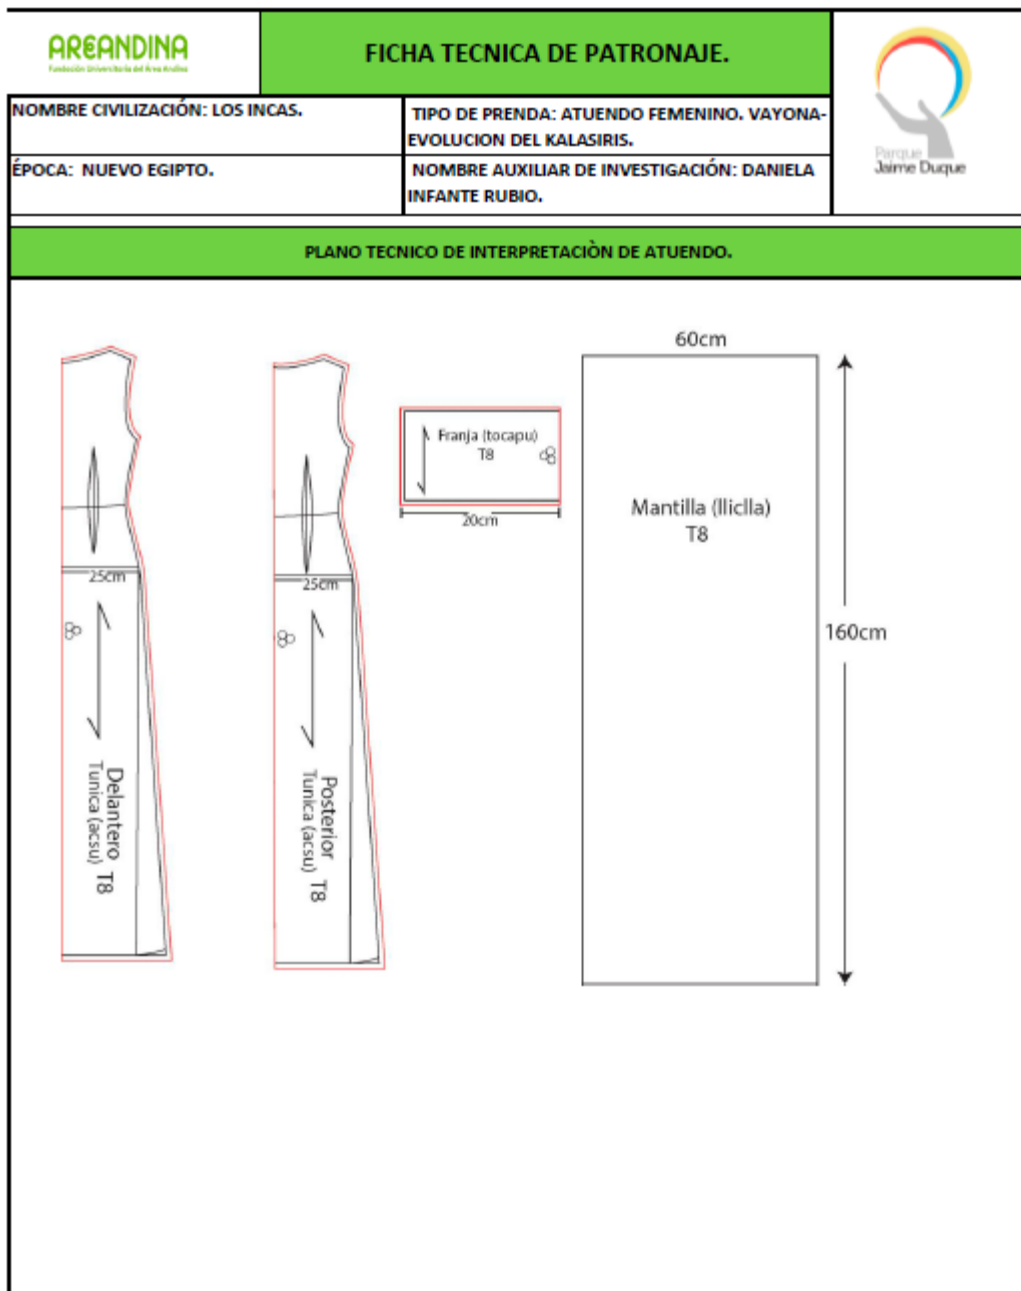 AREANDINA
Fundación Universitaria del Área Andina
FICHA TECNICA DE PATRONAJE.
Parque
Jaime Duque
NOMBRE CIVILIZACIÓN: LOS INCAS.
TIPO DE PRENDA: ATUENDO FEMENINO. VAYONA-
EVOLUCION DEL KALASIRIS.
ÉPOCA: NUEVO EGIPTO.
NOMBRE AUXILIAR DE INVESTIGACIÓN: DANIELA
INFANTE RUBIO.
PLANO TECNICO DE INTERPRETACIÒN DE ATUENDO.
25cm
Delantero
Tunica (acsu) T8
25cm
Posterior
Tunica (acsu) T8
Franja (tocapu)
T8
20cm
60cm
Mantilla (lliclla)
T8
160cm